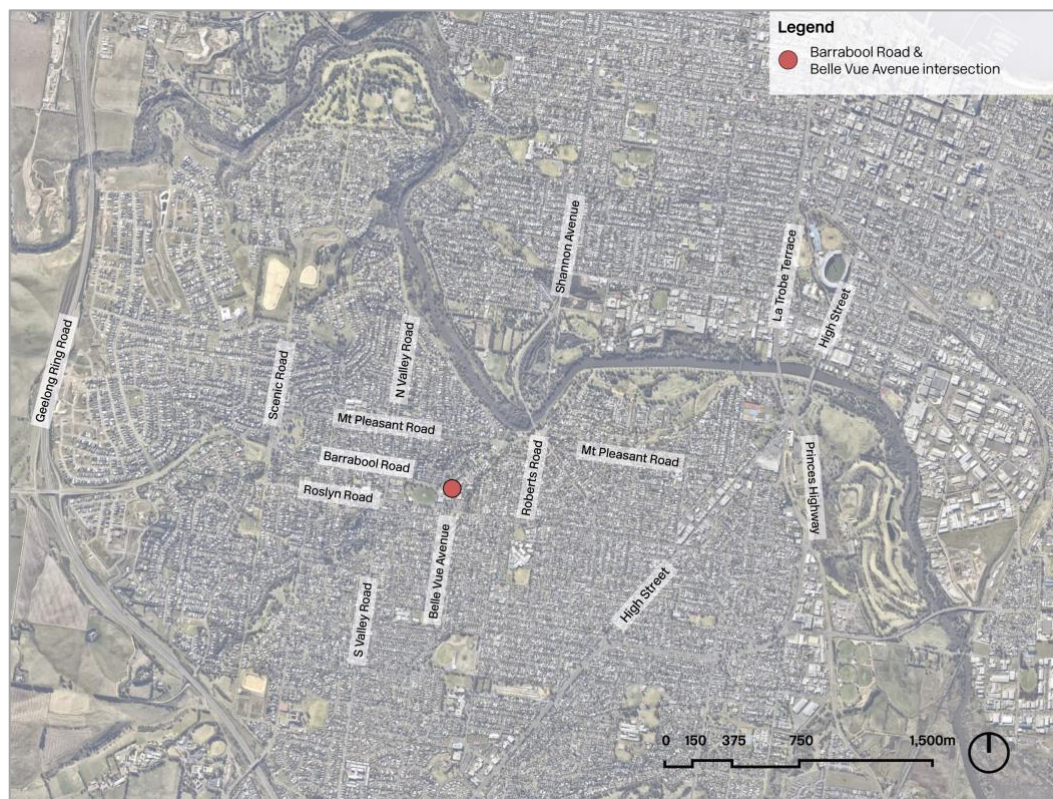 Legend
Barrabool Road &
Belle Vue Avenue intersection
Shannon Avenue
La Trobe Terrace
High Street
Geelong Ring Road
Scenic Road
N Valley Road
Mt Pleasant Road
Barrabool Road
Roslyn Road
Roberts Road
Mt Pleasant Road
Princes Highway
Belle Vue Avenue
S Valley Road
High Street
0 150 375 750 1,500m